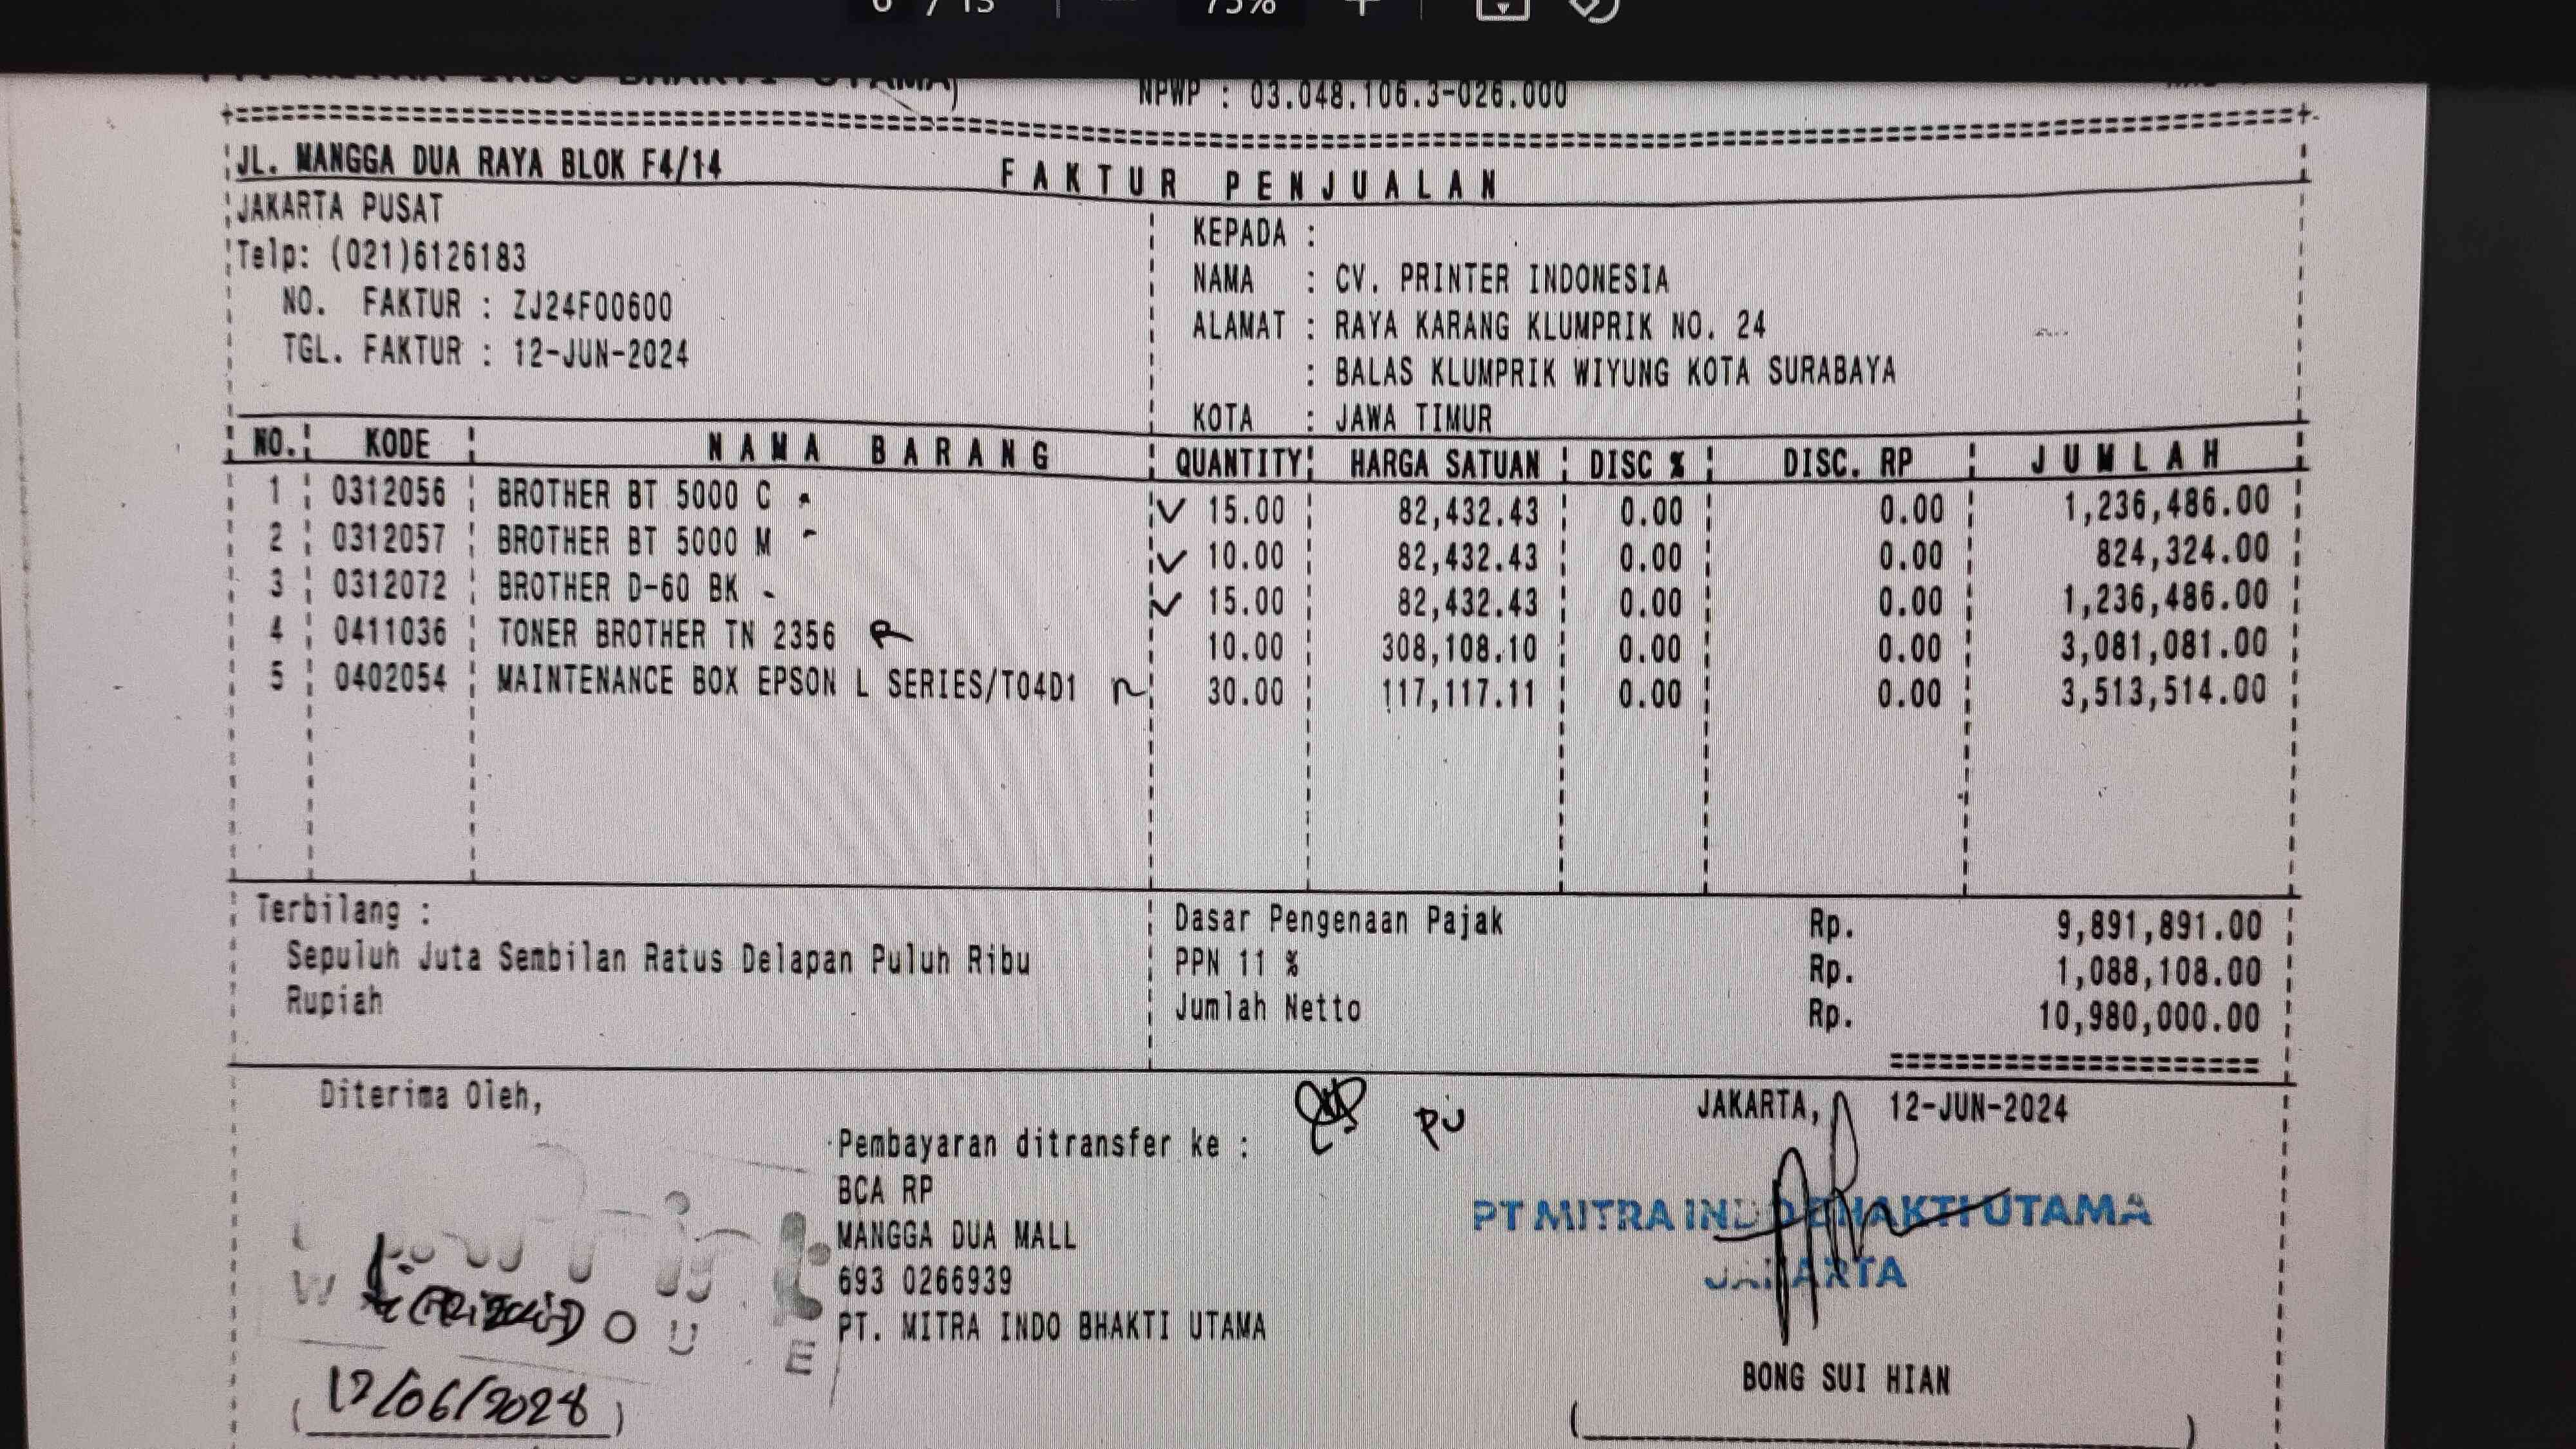 75%
NPWP : 03.048.106.3-026.000
JL. MANGGA DUA RAYA BLOK F4/14
FAKTUR PENJUALAN
JAKARTA PUSAT
Telp: (021)6126183
NO. FAKTUR : ZJ24F00600
TGL. FAKTUR : 12-JUN-2024
KEPADA :
NAMA : CV. PRINTER INDONESIA
ALAMAT : RAYA KARANG KLUMPRIK NO. 24
: BALAS KLUMPRIK WIYUNG KOTA SURABAYA
KOTA : JAWA TIMUR
NO. KODE NAMA BARANG QUANTITY HARGA SATUAN DISC % DISC. RP JUMLAH
1 0312056 BROTHER BT 5000 C 15.00 82,432.43 0.00 0.00 1,236,486.00
2 0312057 BROTHER BT 5000 M 10.00 82,432.43 0.00 0.00 824,324.00
3 0312072 BROTHER D-60 BK 15.00 82,432.43 0.00 0.00 1,236,486.00
4 0411036 TONER BROTHER TN 2356 10.00 308,108.10 0.00 0.00 3,081,081.00
5 0402054 MAINTENANCE BOX EPSON L SERIES/T04D1 30.00 117,117.11 0.00 0.00 3,513,514.00
Terbilang :
Sepuluh Juta Sembilan Ratus Delapan Puluh Ribu
Rupiah
Dasar Pengenaan Pajak Rp. 9,891,891.00
PPN 11 % Rp. 1,088,108.00
Jumlah Netto Rp. 10,980,000.00
Diterima Oleh,
Pembayaran ditransfer ke :
BCA RP
MANGGA DUA MALL
693 0266939
PT. MITRA INDO BHAKTI UTAMA
JAKARTA, 12-JUN-2024
PT MITRA INDO BHAKTI UTAMA
JAKARTA
BONG SUI HIAN